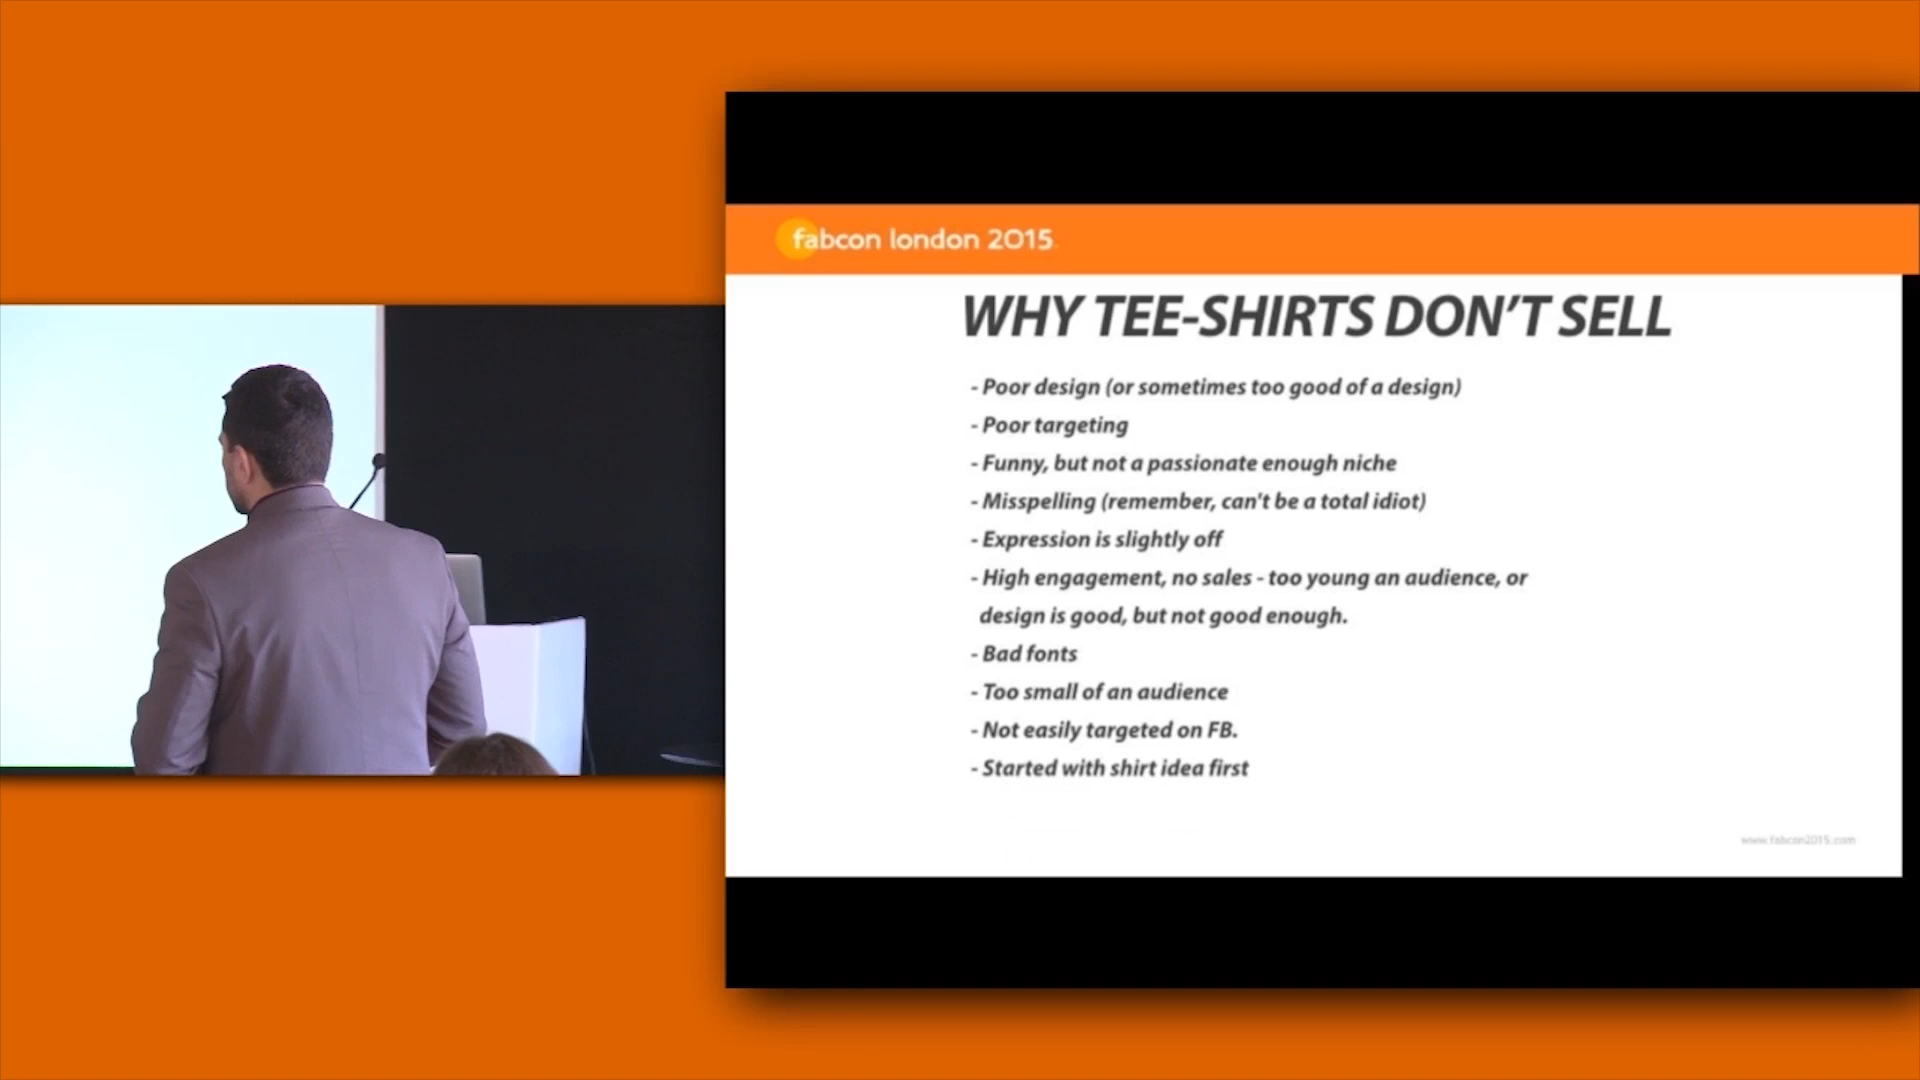 fabcon london 2015
WHY TEE-SHIRTS DON'T SELL
- Poor design (or sometimes too good of a design)
- Poor targeting
- Funny, but not a passionate enough niche
- Misspelling (remember, can't be a total idiot)
- Expression is slightly off
- High engagement, no sales - too young an audience, or
design is good, but not good enough.
- Bad fonts
- Too small of an audience
- Not easily targeted on FB.
- Started with shirt idea first
www.fabcon2015.com